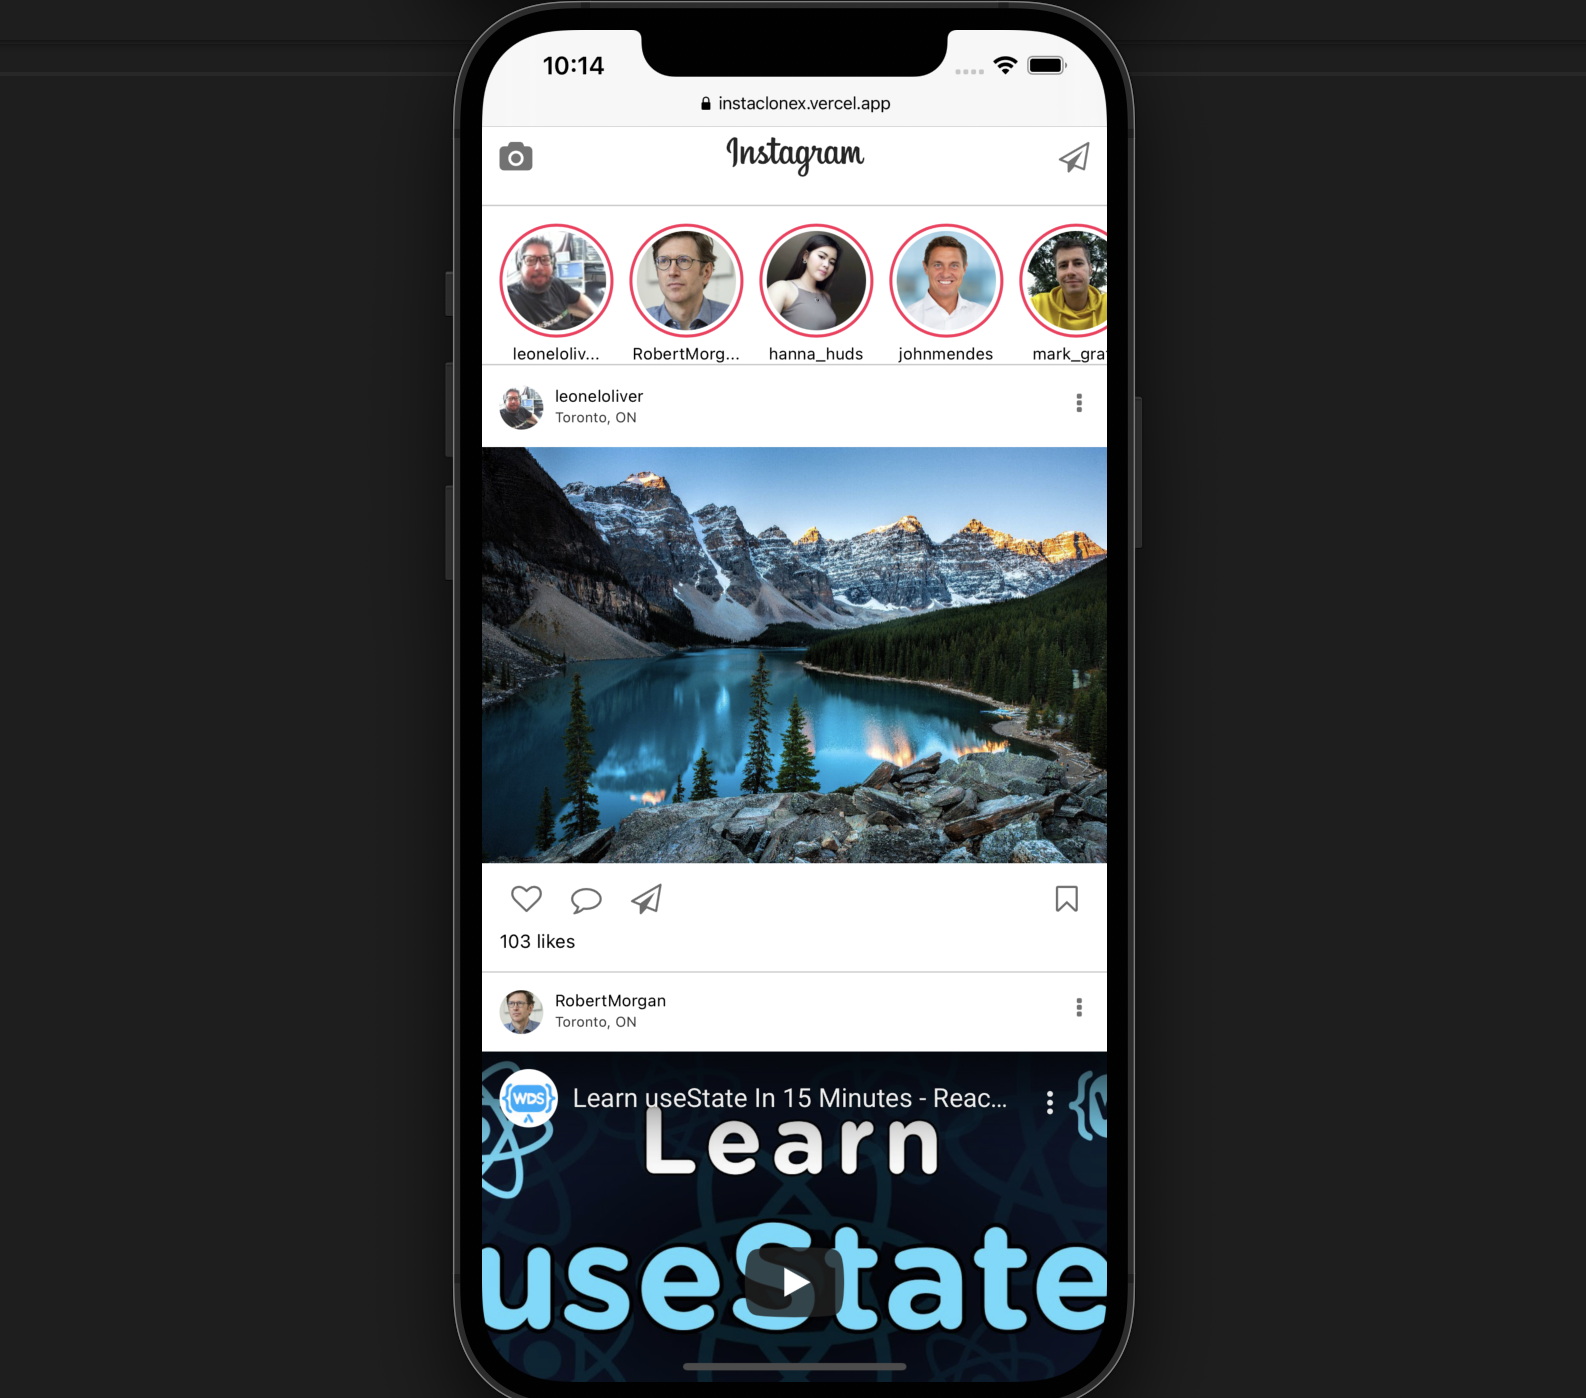 10:14
instaclonex.vercel.app
Instagram
leoneloliv...
RobertMorg...
hanna_huds
johnmendes
mark_gra
leoneloliver
Toronto, ON
103 likes
RobertMorgan
Toronto, ON
WDS
Learn useState In 15 Minutes - Reac...
Learn
useState